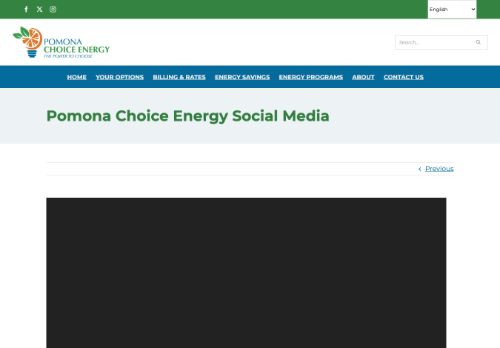 English
POMONA
CHOICE ENERGY
THE POWER TO CHOOSE
Search...
HOME YOUR OPTIONS BILLING & RATES ENERGY SAVINGS ENERGY PROGRAMS ABOUT CONTACT US
Pomona Choice Energy Social Media
Previous